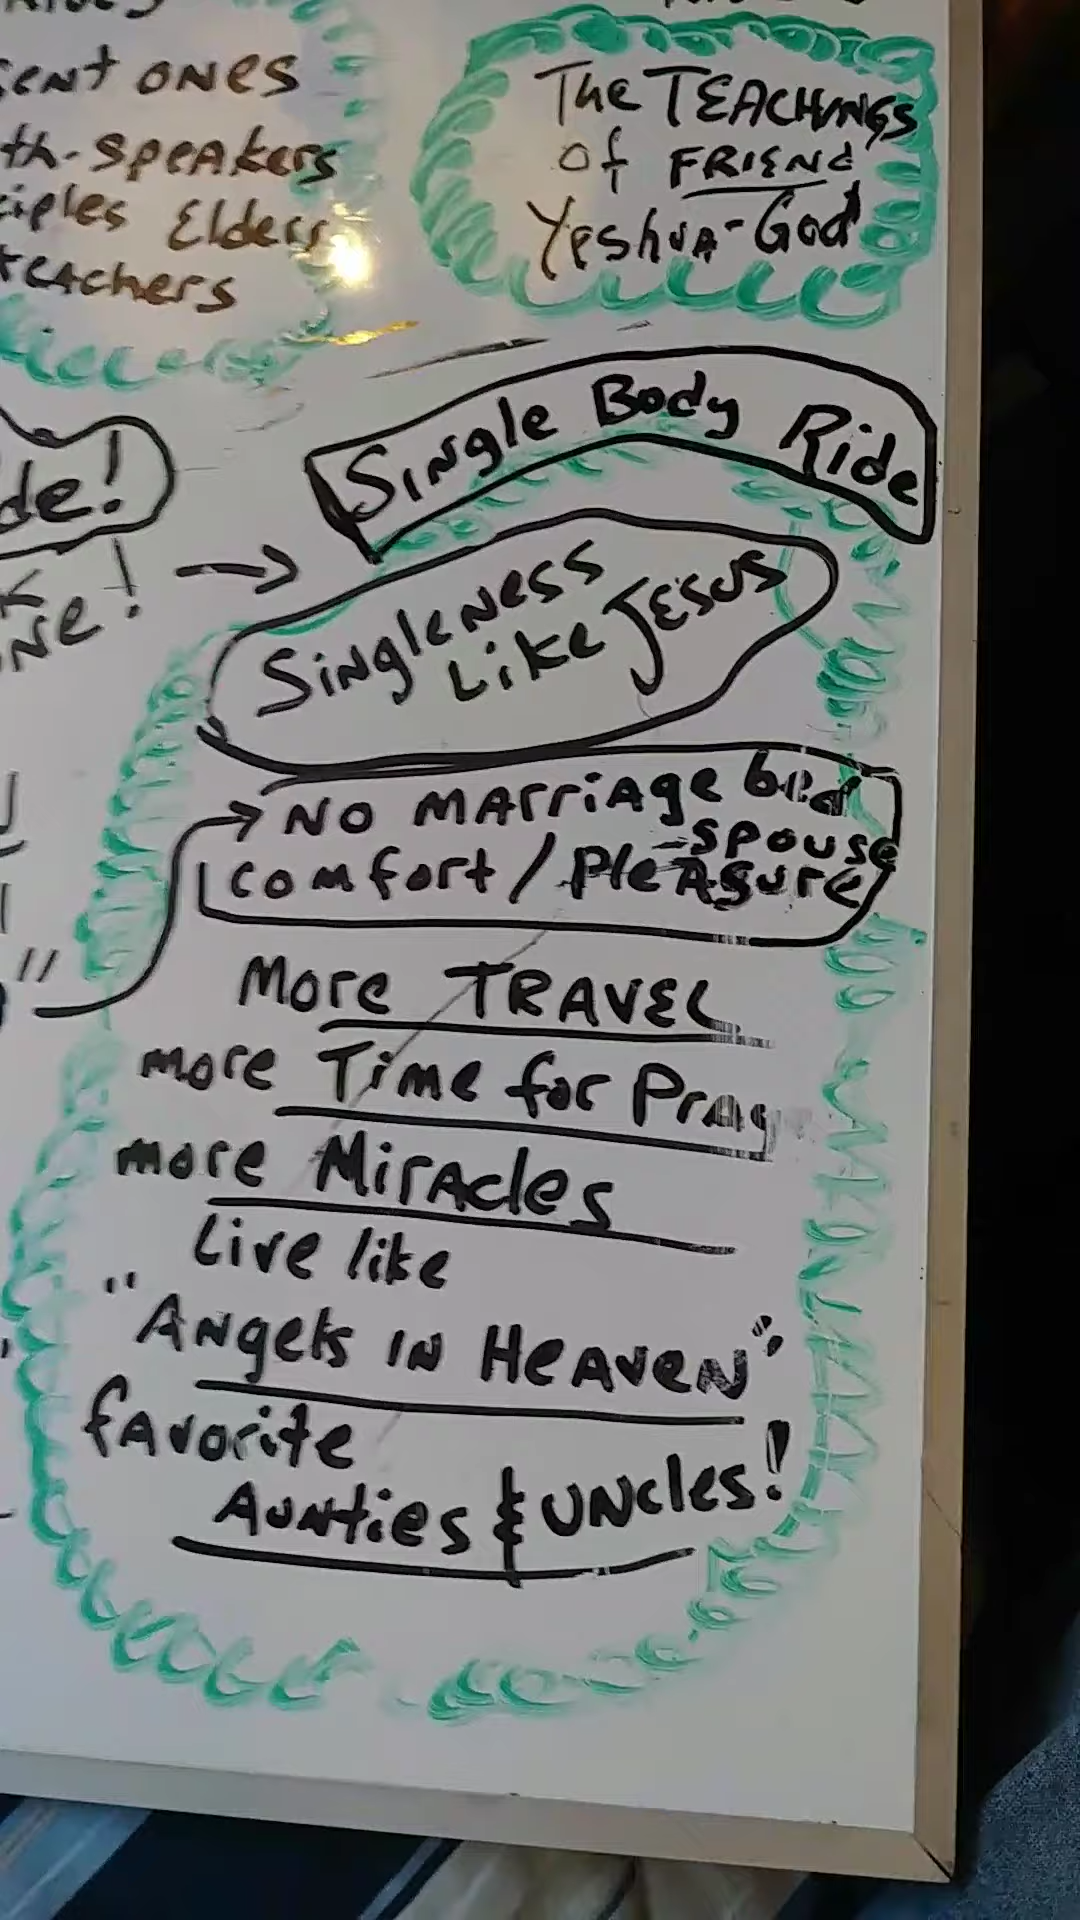 sent ones
th-speakers
ciples Elders
teachers
The TEACHINGS
of FRIEND
Yeshua-God
de!
Ne!
Single Body Ride
SingleNess
Like JESUS
No MArriAge bed
-spouse
comfort / PleAsure
More TRAVEL
more Time for Pray
more MirAcles
Live like
"ANgels iN HeAveN"
fAvorite
AuNties & UNcles!